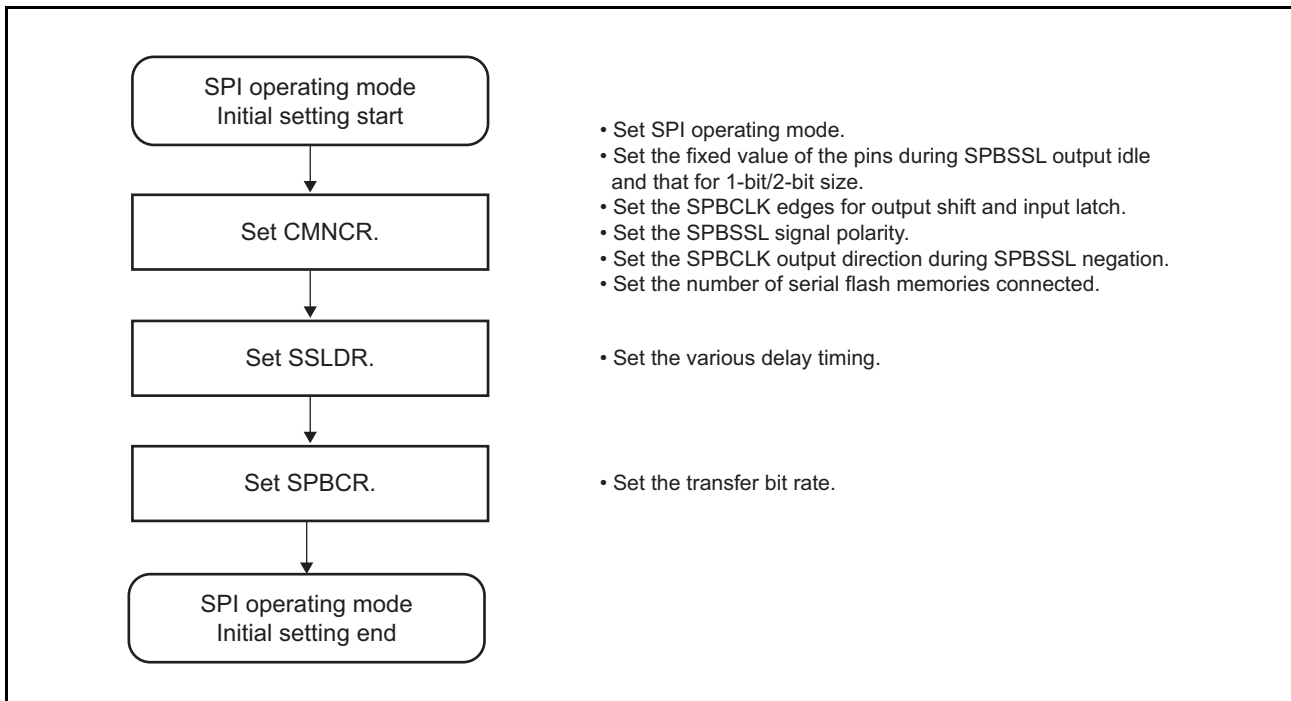 SPI operating mode
Initial setting start
Set CMNCR.
• Set SPI operating mode.
• Set the fixed value of the pins during SPBSSL output idle
and that for 1-bit/2-bit size.
• Set the SPBCLK edges for output shift and input latch.
• Set the SPBSSL signal polarity.
• Set the SPBCLK output direction during SPBSSL negation.
• Set the number of serial flash memories connected.
Set SSLDR.
• Set the various delay timing.
Set SPBCR.
• Set the transfer bit rate.
SPI operating mode
Initial setting end